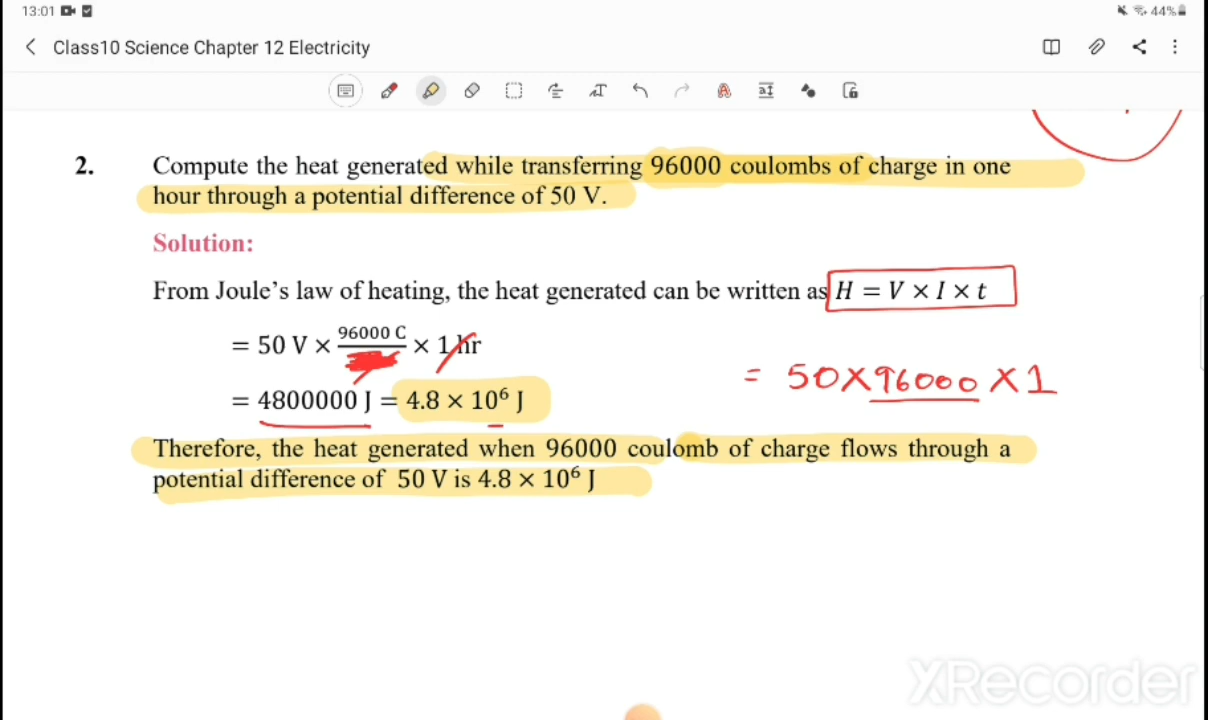 13:01 44%
Class10 Science Chapter 12 Electricity
2. Compute the heat generated while transferring 96000 coulombs of charge in one
hour through a potential difference of 50 V.
Solution:
From Joule's law of heating, the heat generated can be written as H = V × I × t
= 50 V × 96000 C × 1 hr
= 50×96000 ×1
= 4800000 J = 4.8 × 10⁶ J
Therefore, the heat generated when 96000 coulomb of charge flows through a
potential difference of 50 V is 4.8 × 10⁶ J
XRecorder